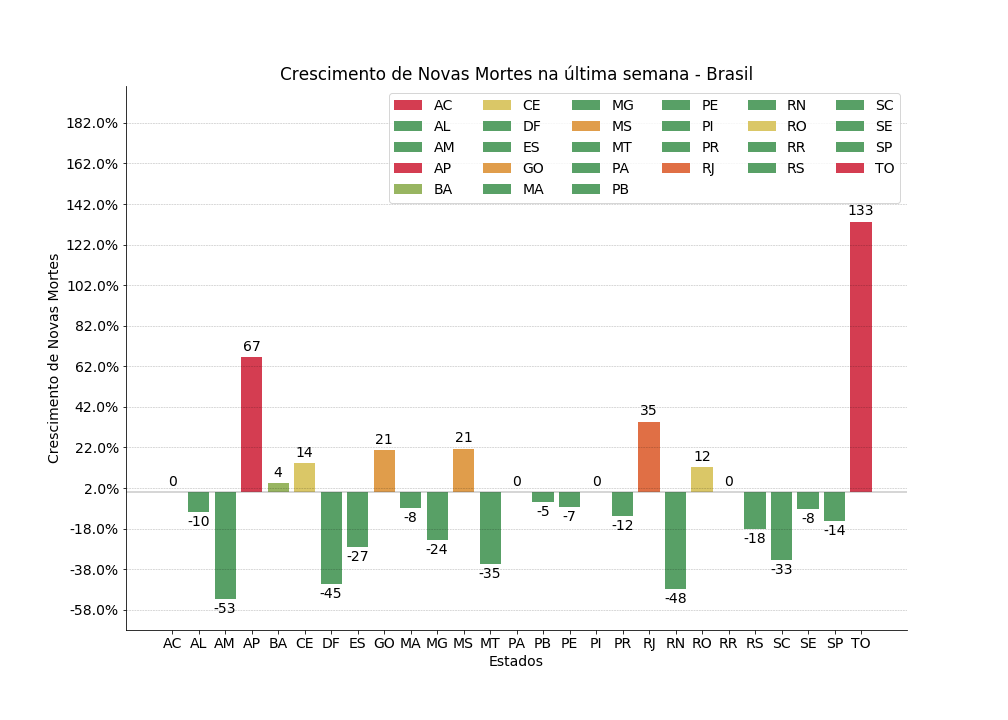 Crescimento de Novas Mortes na última semana - Brasil
AC CE MG PE RN SC
AL DF MS PI RO SE
AM ES MT PR RR SP
AP GO PA RJ RS TO
BA MA PB
182.0%
162.0%
142.0%
122.0%
102.0%
82.0%
62.0%
42.0%
22.0%
2.0%
-18.0%
-38.0%
-58.0%
Crescimento de Novas Mortes
0 -10 -53 67 4 14 -45 -27 21 -8 -24 21 -35 0 -5 -7 0 -12 35 -48 12 0 -18 -33 -8 -14 133
AC AL AM AP BA CE DF ES GO MA MG MS MT PA PB PE PI PR RJ RN RO RR RS SC SE SP TO
Estados